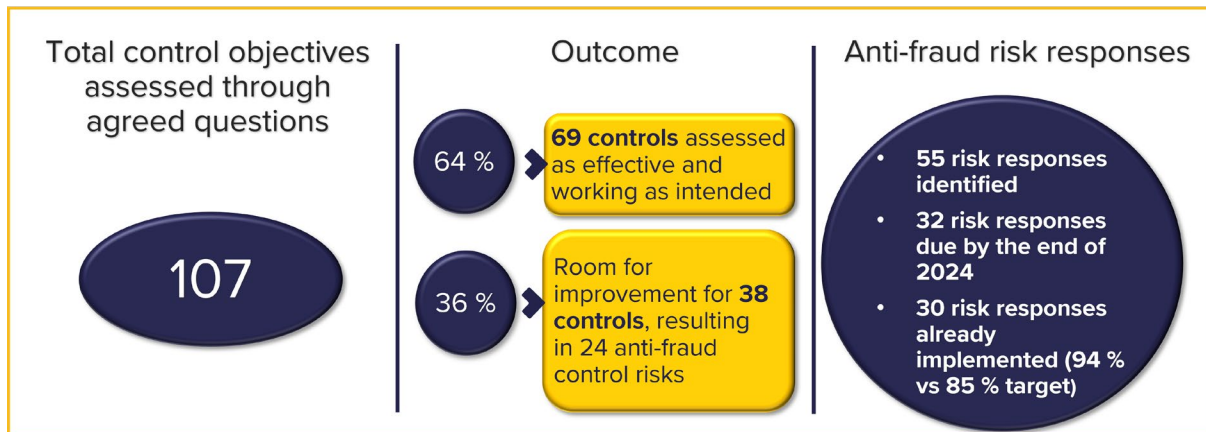 Total control objectives
assessed through
agreed questions
107
Outcome
64 %
69 controls assessed
as effective and
working as intended
36 %
Room for
improvement for 38
controls, resulting
in 24 anti-fraud
control risks
Anti-fraud risk responses
• 55 risk responses
identified
• 32 risk responses
due by the end of
2024
• 30 risk responses
already
implemented (94 %
vs 85 % target)